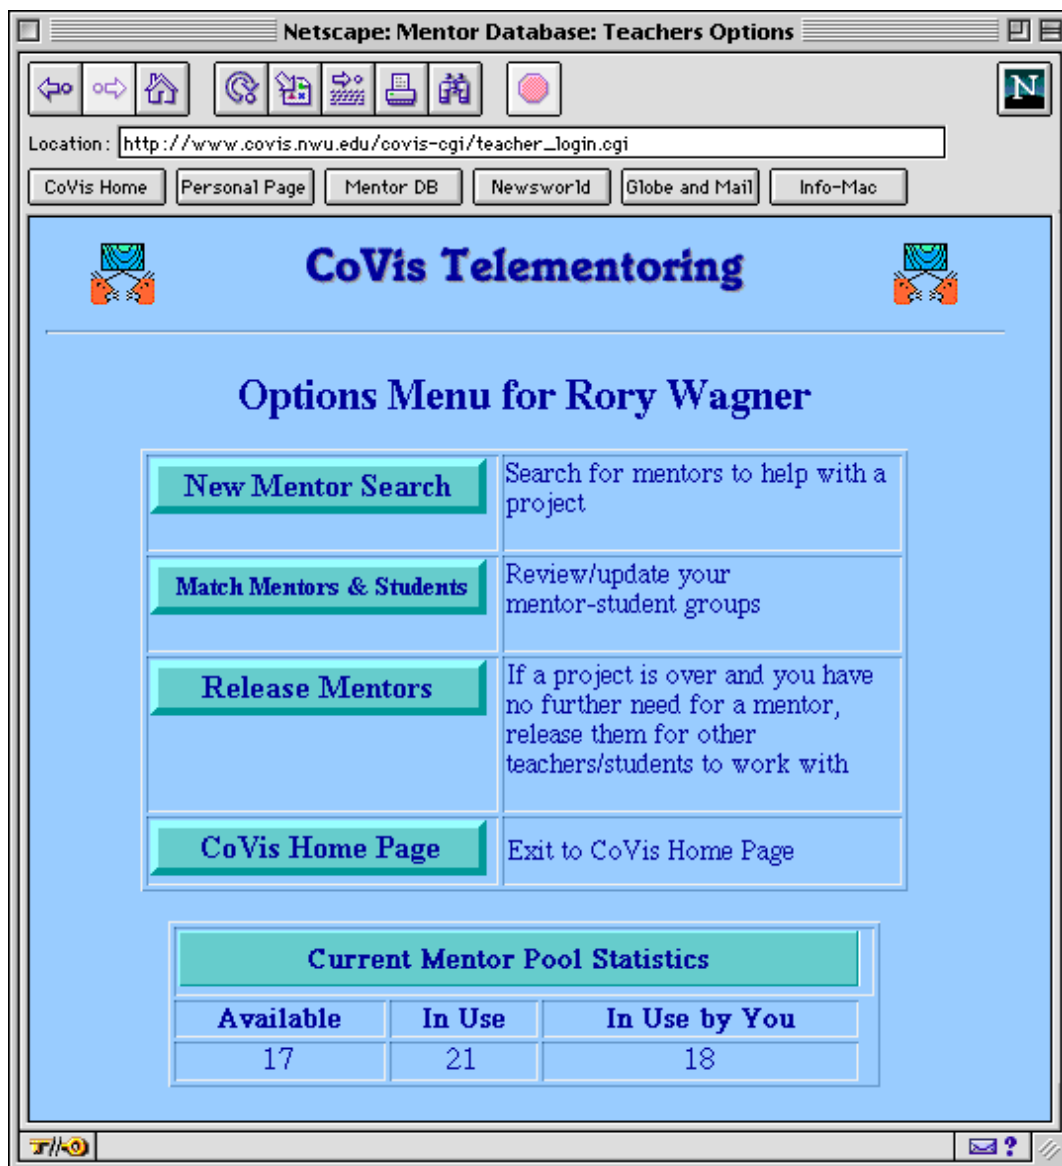 Netscape: Mentor Database: Teachers Options
N
Location: http://www.covis.nwu.edu/covis-cgi/teacher_login.cgi
CoVis Home Personal Page Mentor DB Newsworld Globe and Mail Info-Mac
CoVis Telementoring
Options Menu for Rory Wagner
New Mentor Search
Search for mentors to help with a
project
Match Mentors & Students
Review/update your
mentor-student groups
Release Mentors
If a project is over and you have
no further need for a mentor,
release them for other
teachers/students to work with
CoVis Home Page
Exit to CoVis Home Page
Current Mentor Pool Statistics
Available In Use In Use by You
17 21 18
?